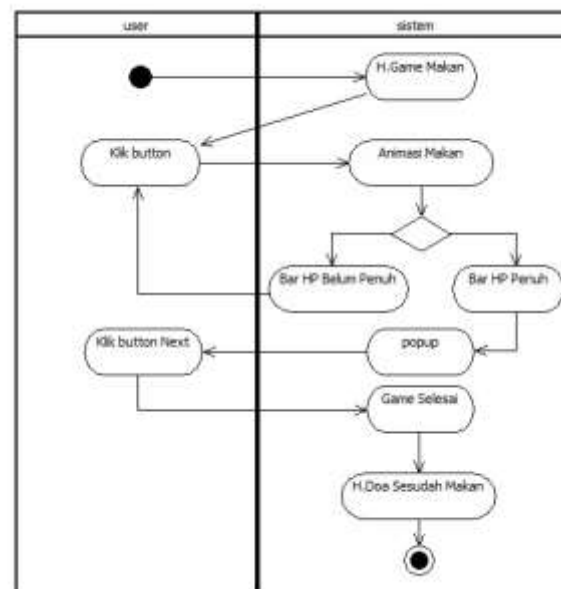 user
sistem
H.Game Makan
Klik button
Animasi Makan
Bar HP Belum Penuh
Bar HP Penuh
Klik button Next
popup
Game Selesai
H.Doa Sesudah Makan